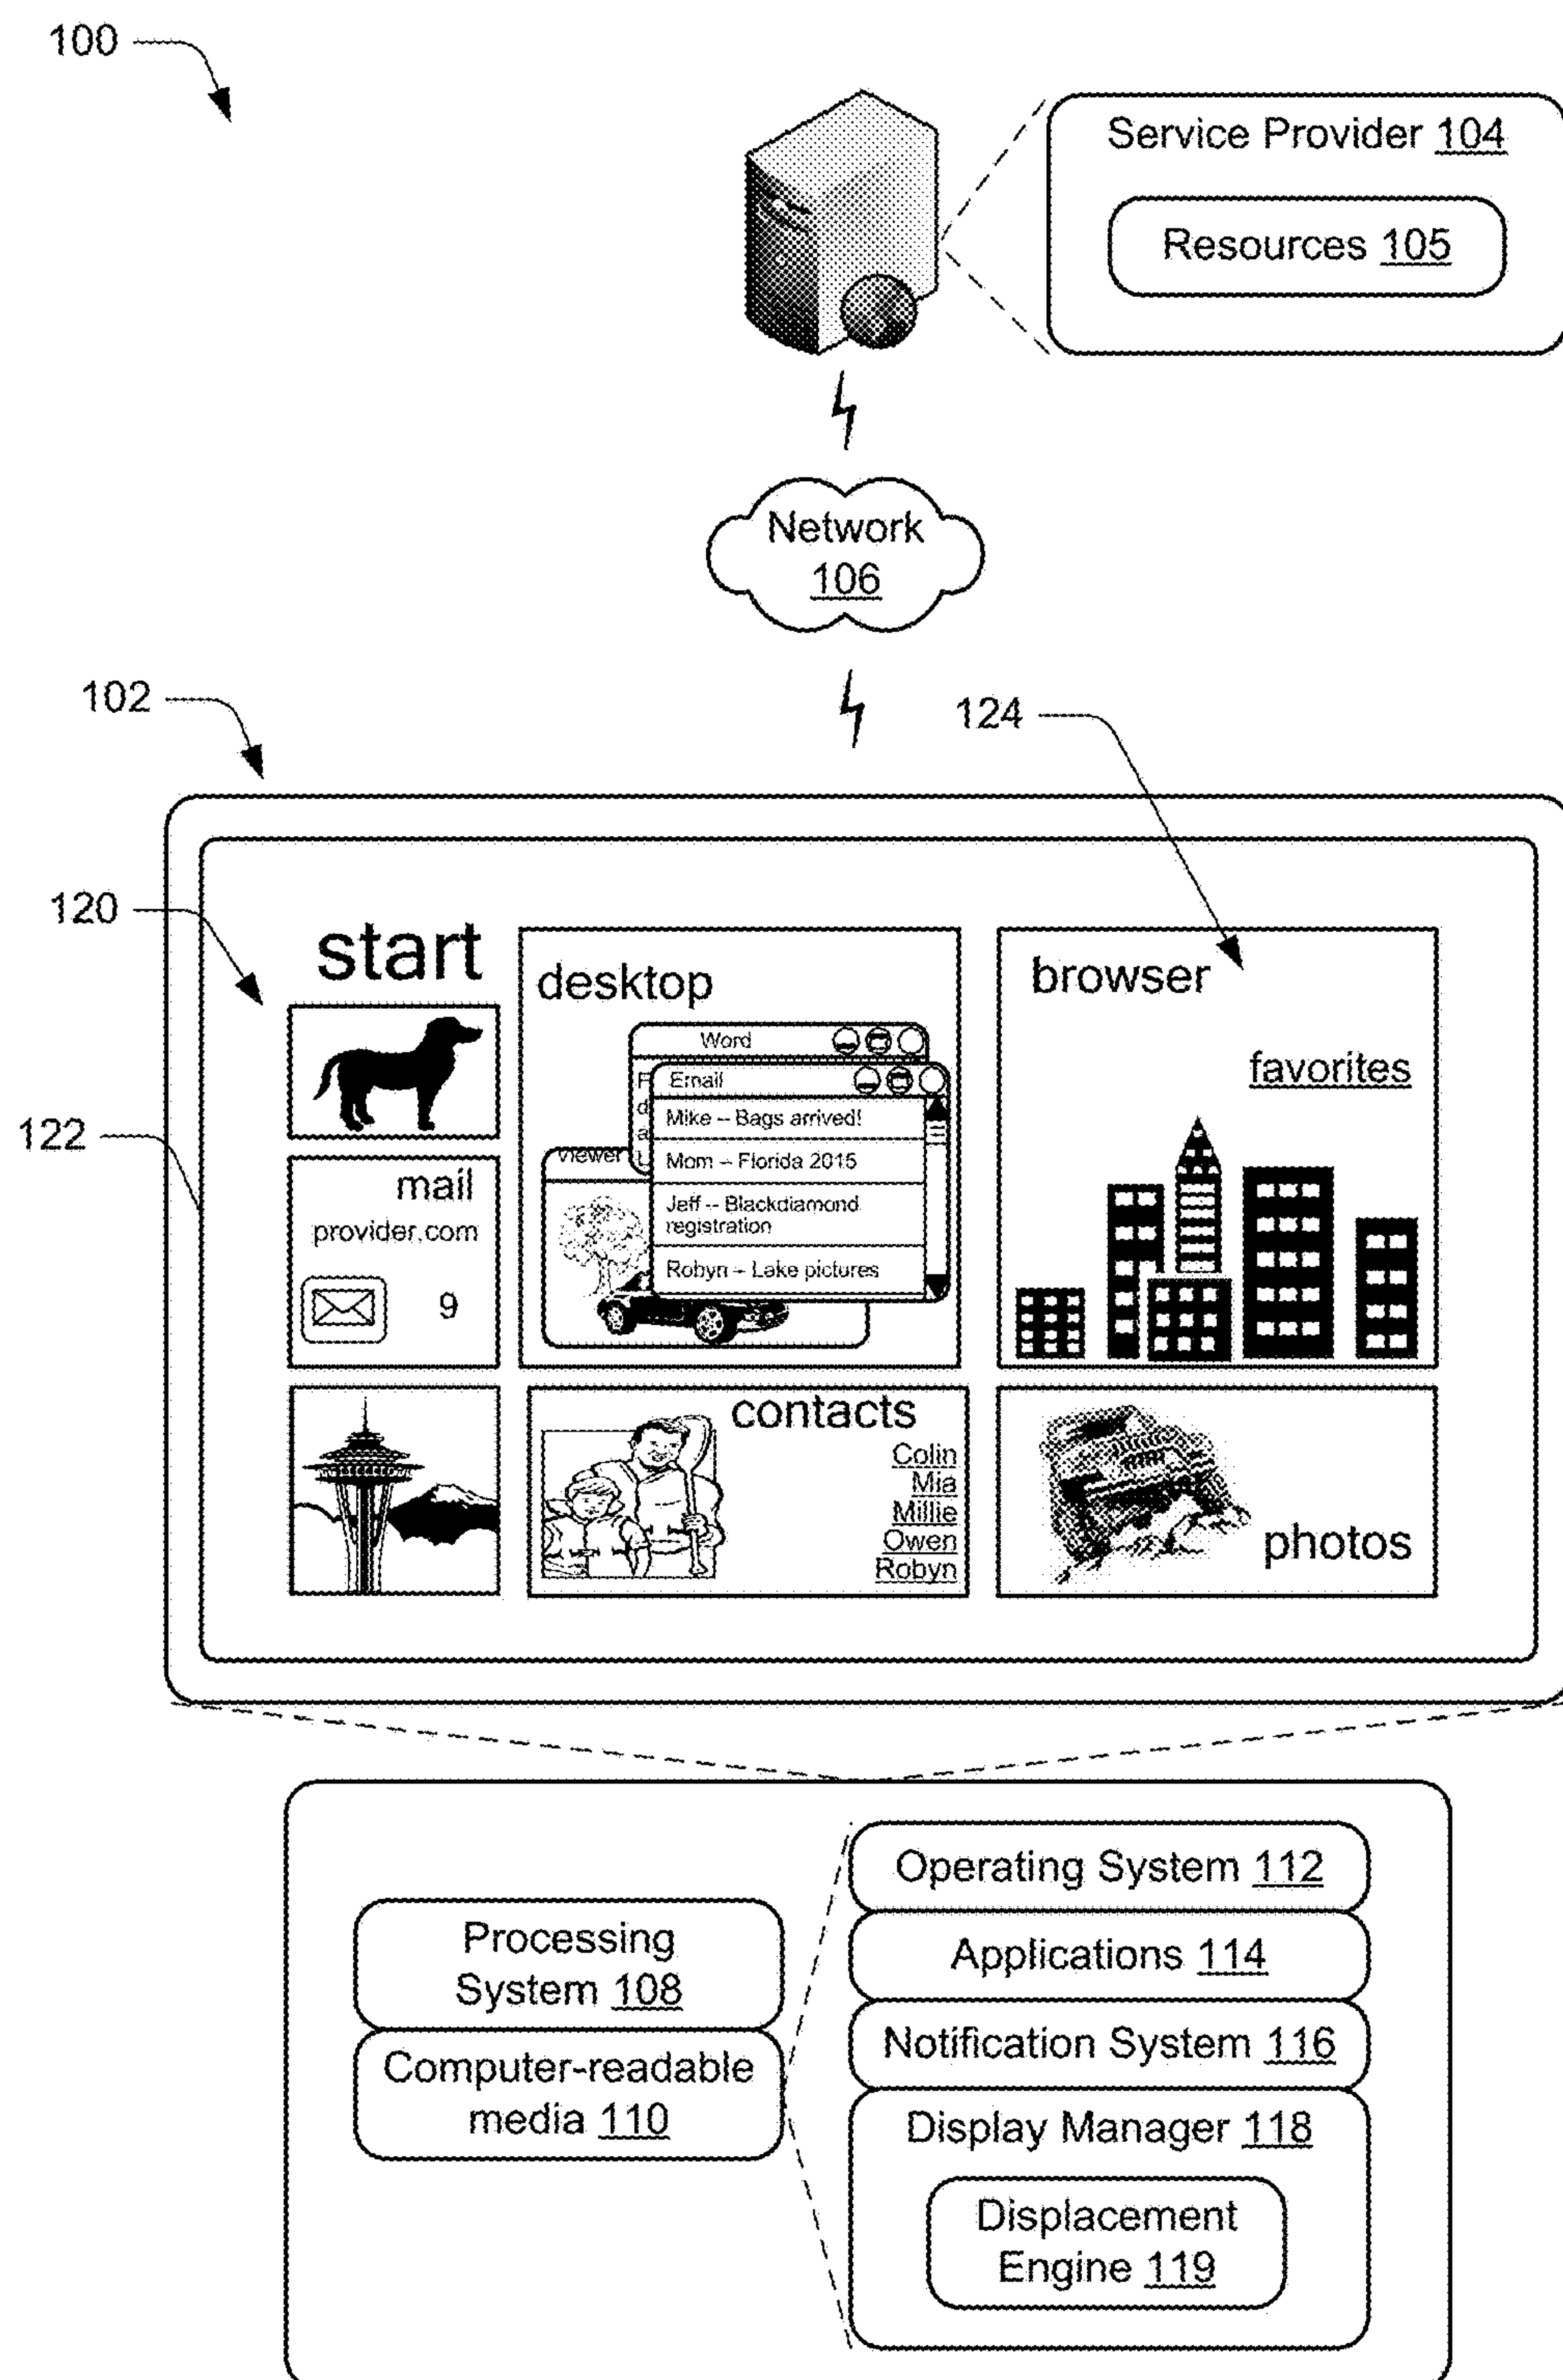 100
Service Provider 104
Resources 105
Network
106
102
124
120
122
start
mail
provider.com
9
desktop
Word
Email
Mike -- Bags arrived!
Mom -- Florida 2015
Jeff -- Blackdiamond
registration
Robyn -- Lake pictures
Viewer
F
d
a
browser
favorites
contacts
Colin
Mia
Millie
Owen
Robyn
photos
Processing
System 108
Computer-readable
media 110
Operating System 112
Applications 114
Notification System 116
Display Manager 118
Displacement
Engine 119